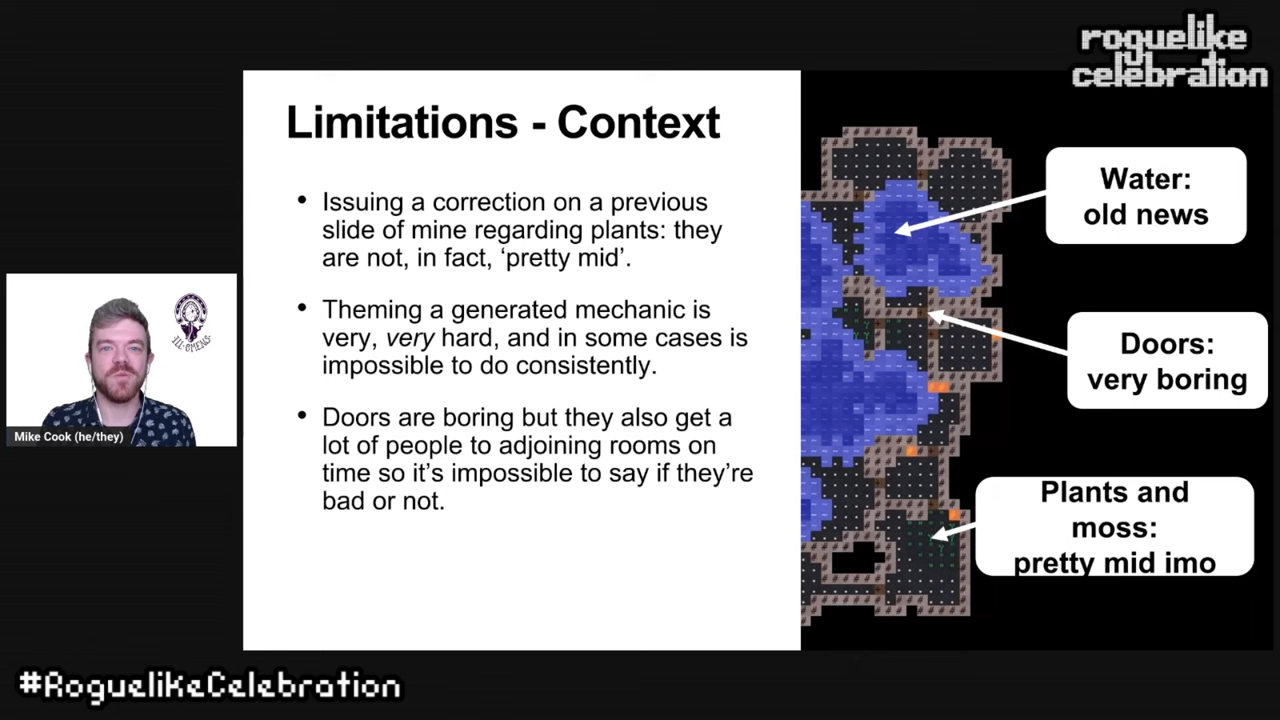 roguelike
celebration
Limitations - Context
• Issuing a correction on a previous
slide of mine regarding plants: they
are not, in fact, ‘pretty mid’.
• Theming a generated mechanic is
very, very hard, and in some cases is
impossible to do consistently.
• Doors are boring but they also get a
lot of people to adjoining rooms on
time so it’s impossible to say if they’re
bad or not.
Water:
old news
Doors:
very boring
Plants and
moss:
pretty mid imo
ILL-OMENS
Mike Cook (he/they)
#RoguelikeCelebration